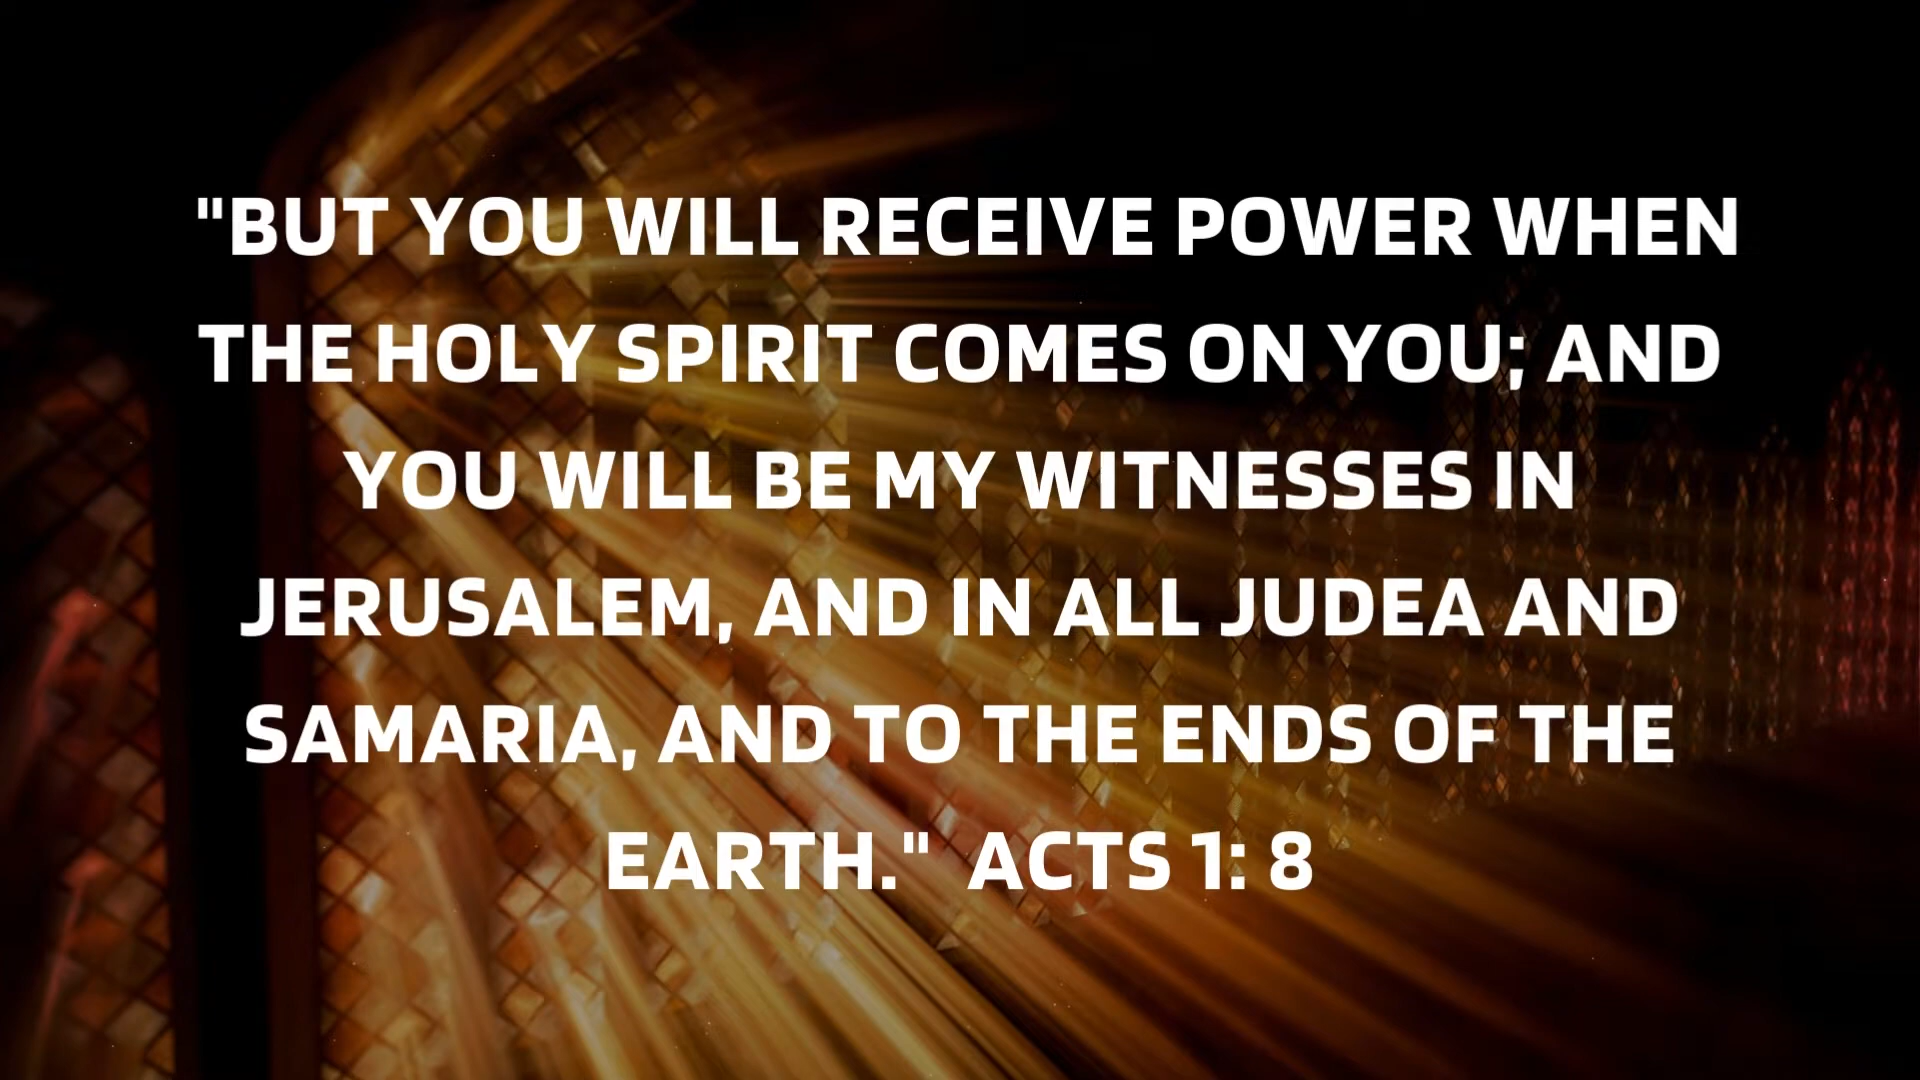 "BUT YOU WILL RECEIVE POWER WHEN
THE HOLY SPIRIT COMES ON YOU; AND
YOU WILL BE MY WITNESSES IN
JERUSALEM, AND IN ALL JUDEA AND
SAMARIA, AND TO THE ENDS OF THE
EARTH." ACTS 1: 8